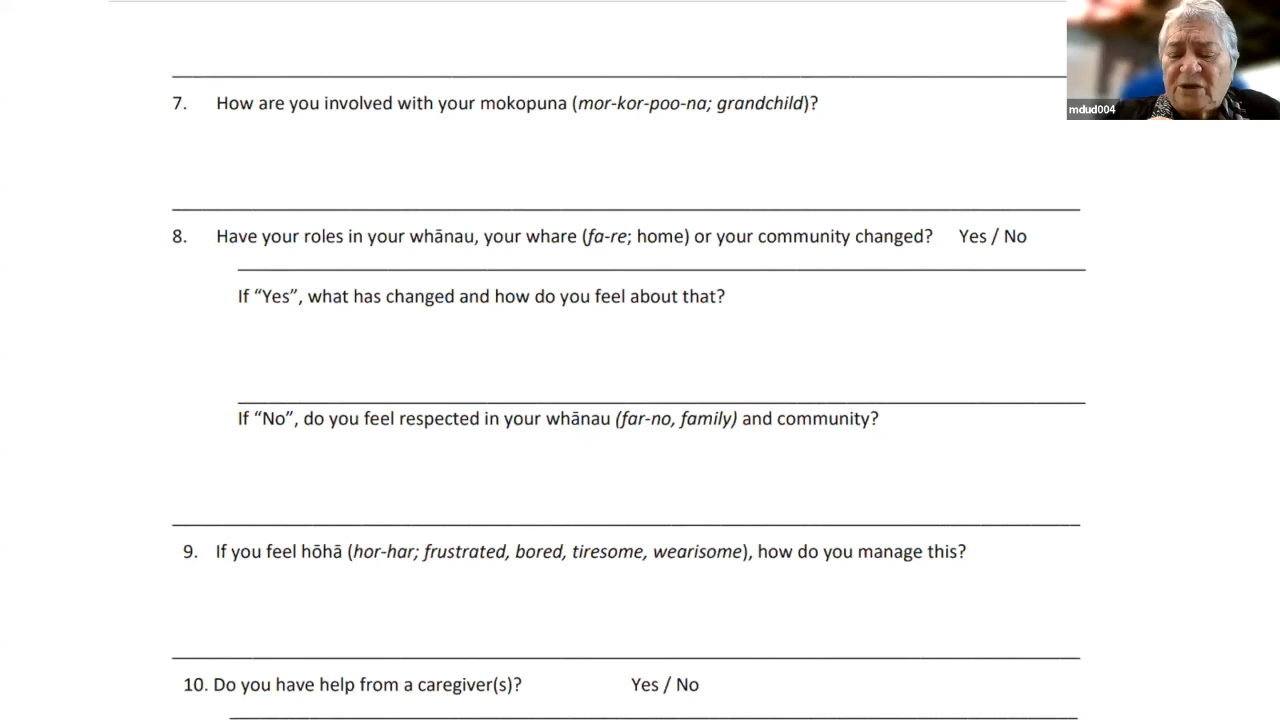 mdud004
7. How are you involved with your mokopuna (mor-kor-poo-na; grandchild)?
8. Have your roles in your whānau, your whare (fa-re; home) or your community changed? Yes / No
If “Yes”, what has changed and how do you feel about that?
If “No”, do you feel respected in your whānau (far-no, family) and community?
9. If you feel hōhā (hor-har; frustrated, bored, tiresome, wearisome), how do you manage this?
10. Do you have help from a caregiver(s)? Yes / No